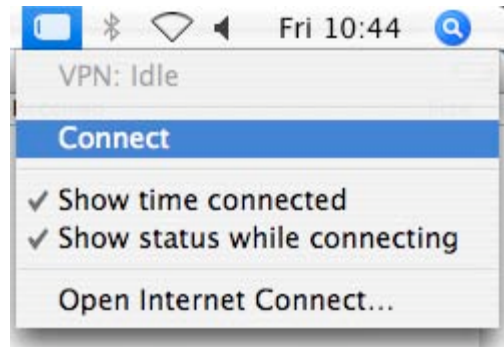 Fri 10:44
VPN: Idle
Connect
✓ Show time connected
✓ Show status while connecting
Open Internet Connect...